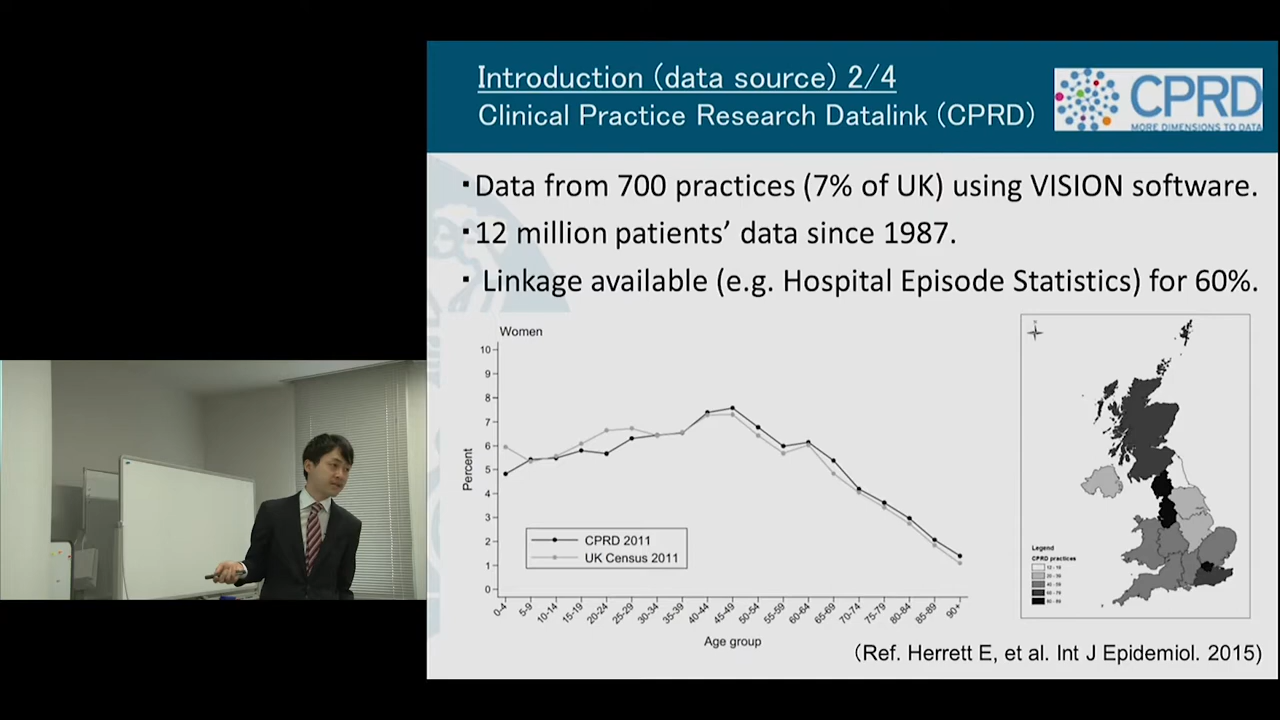 Introduction (data source) 2/4
Clinical Practice Research Datalink (CPRD)
CPRD
MORE DIMENSIONS TO DATA
・Data from 700 practices (7% of UK) using VISION software.
・12 million patients’ data since 1987.
・ Linkage available (e.g. Hospital Episode Statistics) for 60%.
Women
10
9
8
7
6
5
4
3
2
1
0
Percent
CPRD 2011
UK Census 2011
0-4 5-9 10-14 15-19 20-24 25-29 30-34 35-39 40-44 45-49 50-54 55-59 60-64 65-69 70-74 75-79 80-84 85-89 90+
Age group
N
Legend
CPRD practices
(Ref. Herrett E, et al. Int J Epidemiol. 2015)